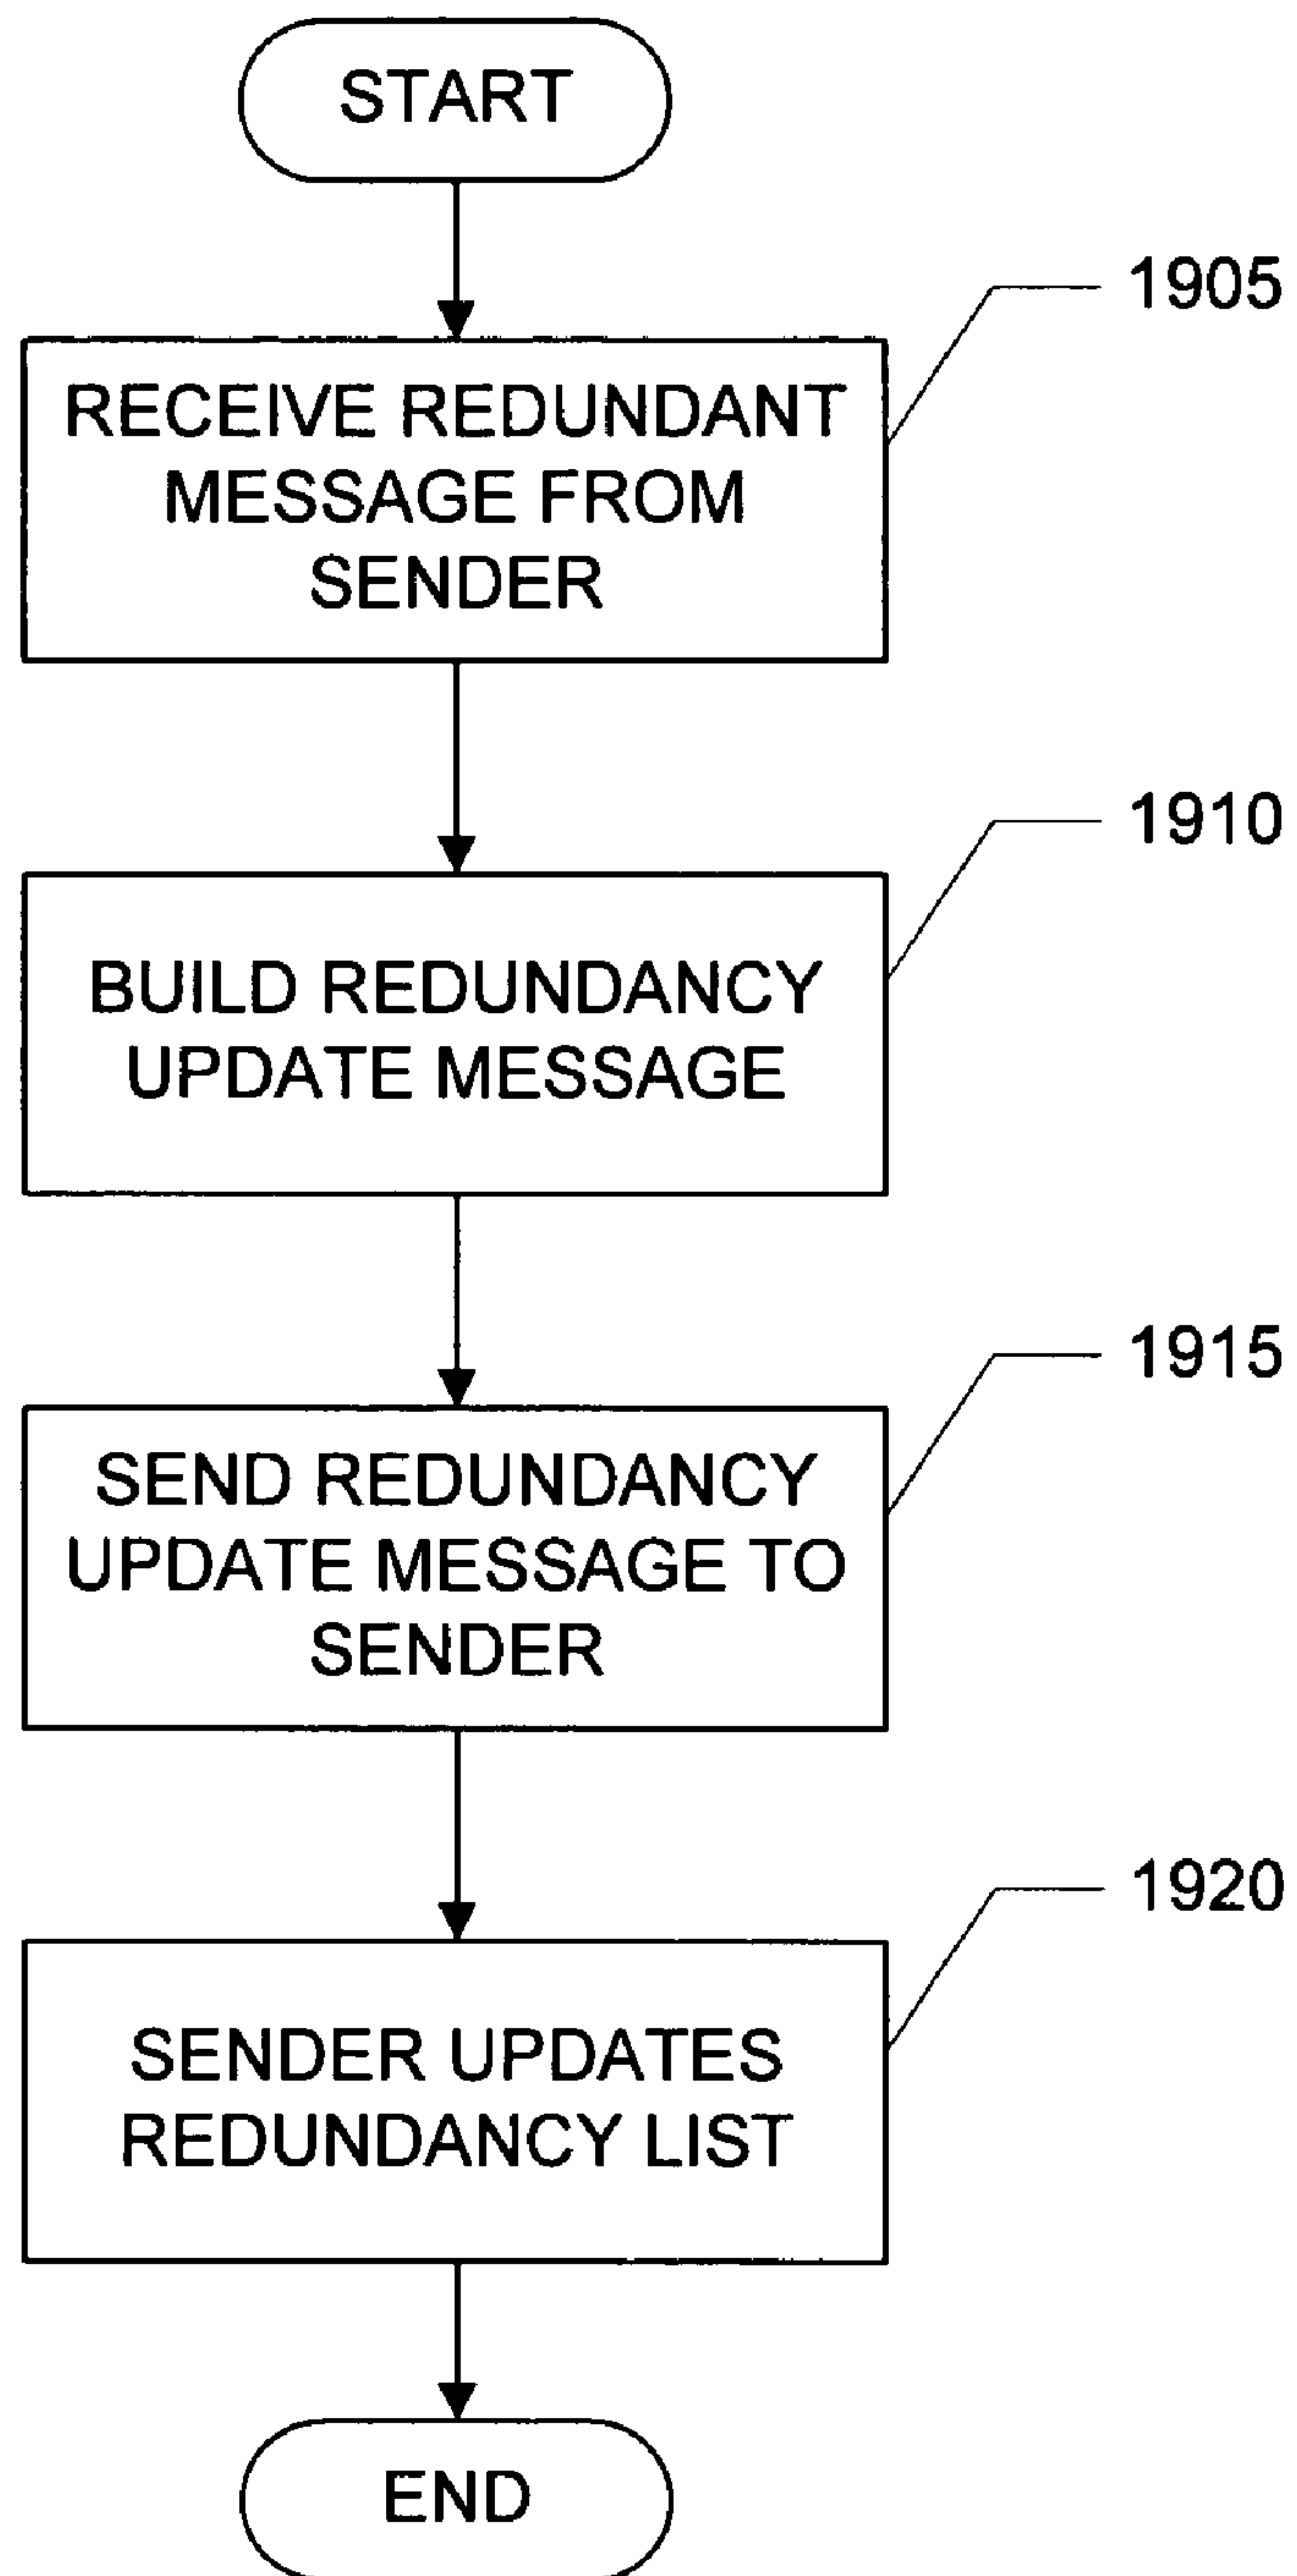 START
1905
RECEIVE REDUNDANT
MESSAGE FROM
SENDER
1910
BUILD REDUNDANCY
UPDATE MESSAGE
1915
SEND REDUNDANCY
UPDATE MESSAGE TO
SENDER
1920
SENDER UPDATES
REDUNDANCY LIST
END